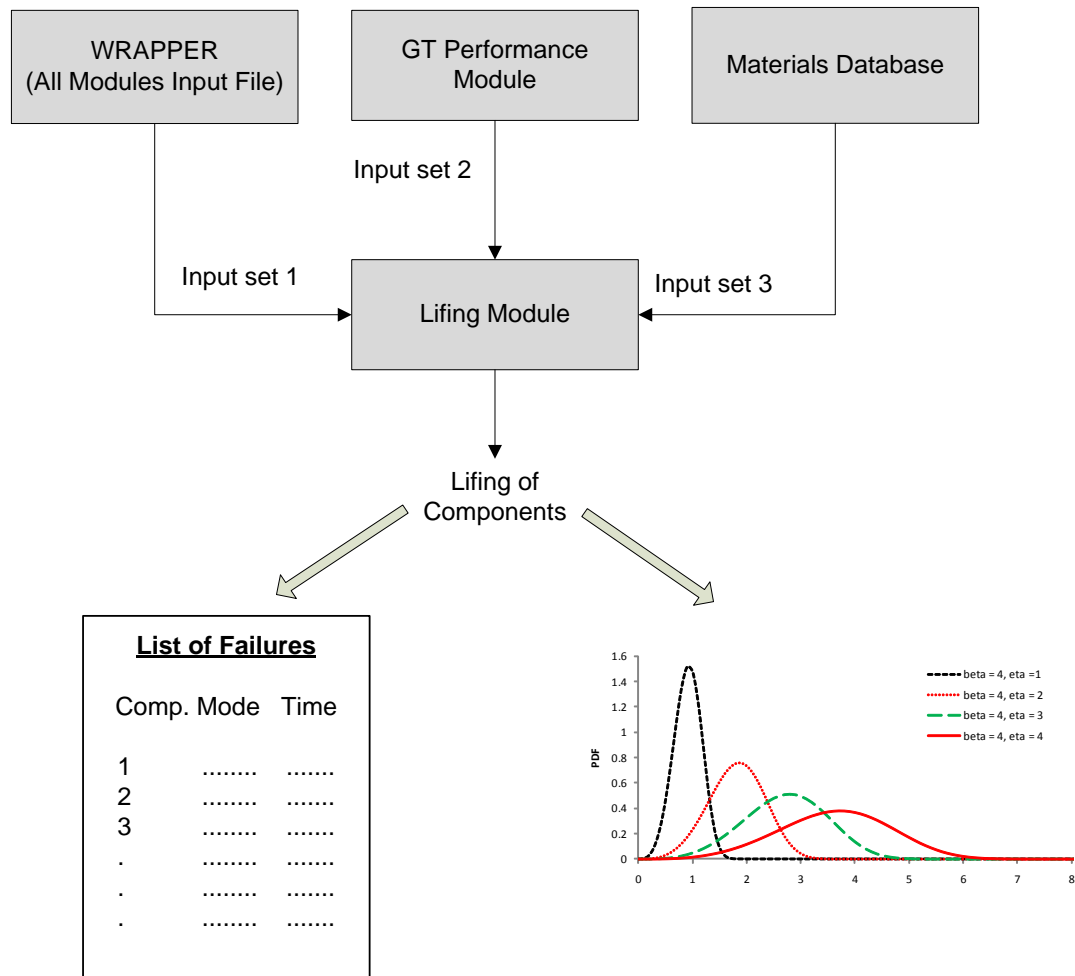 WRAPPER
(All Modules Input File)
GT Performance
Module
Materials Database
Input set 2
Input set 1
Input set 3
Lifing Module
Lifing of
Components
List of Failures
Comp. Mode Time
1 ........ .......
2 ........ .......
3 ........ .......
. ........ .......
. ........ .......
. ........ .......
1.6
1.4
1.2
1
0.8
0.6
0.4
0.2
0
PDF
beta = 4, eta =1
beta = 4, eta = 2
beta = 4, eta = 3
beta = 4, eta = 4
0 1 2 3 4 5 6 7 8